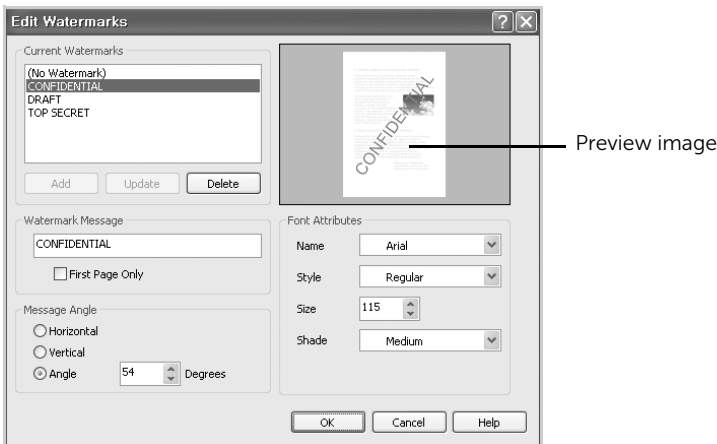 Edit Watermarks
Current Watermarks
(No Watermark)
CONFIDENTIAL
DRAFT
TOP SECRET
Add Update Delete
CONFIDENTIAL
Preview image
Watermark Message
CONFIDENTIAL
First Page Only
Message Angle
Horizontal
Vertical
Angle 54 Degrees
Font Attributes
Name Arial
Style Regular
Size 115
Shade Medium
OK Cancel Help